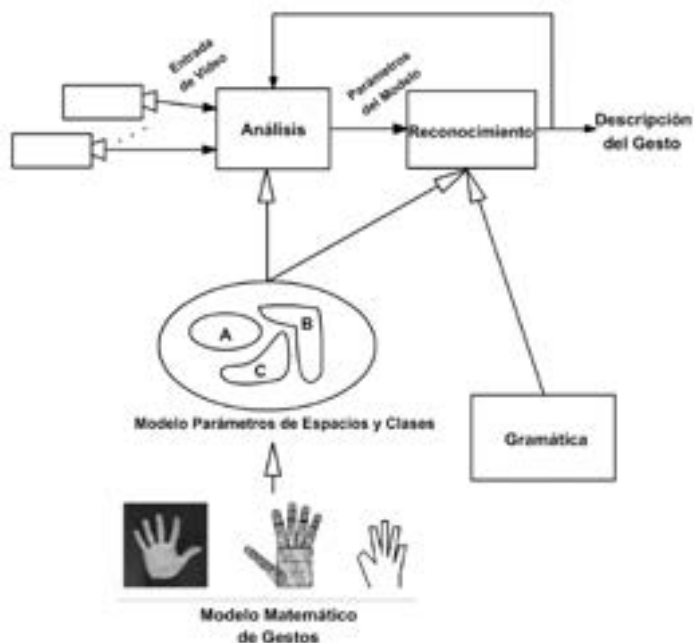 Entrada
de Video
Análisis
Parámetros
del Modelo
Reconocimiento
Descripción
del Gesto
A
B
C
Modelo Parámetros de Espacios y Clases
Gramática
Modelo Matemático
de Gestos